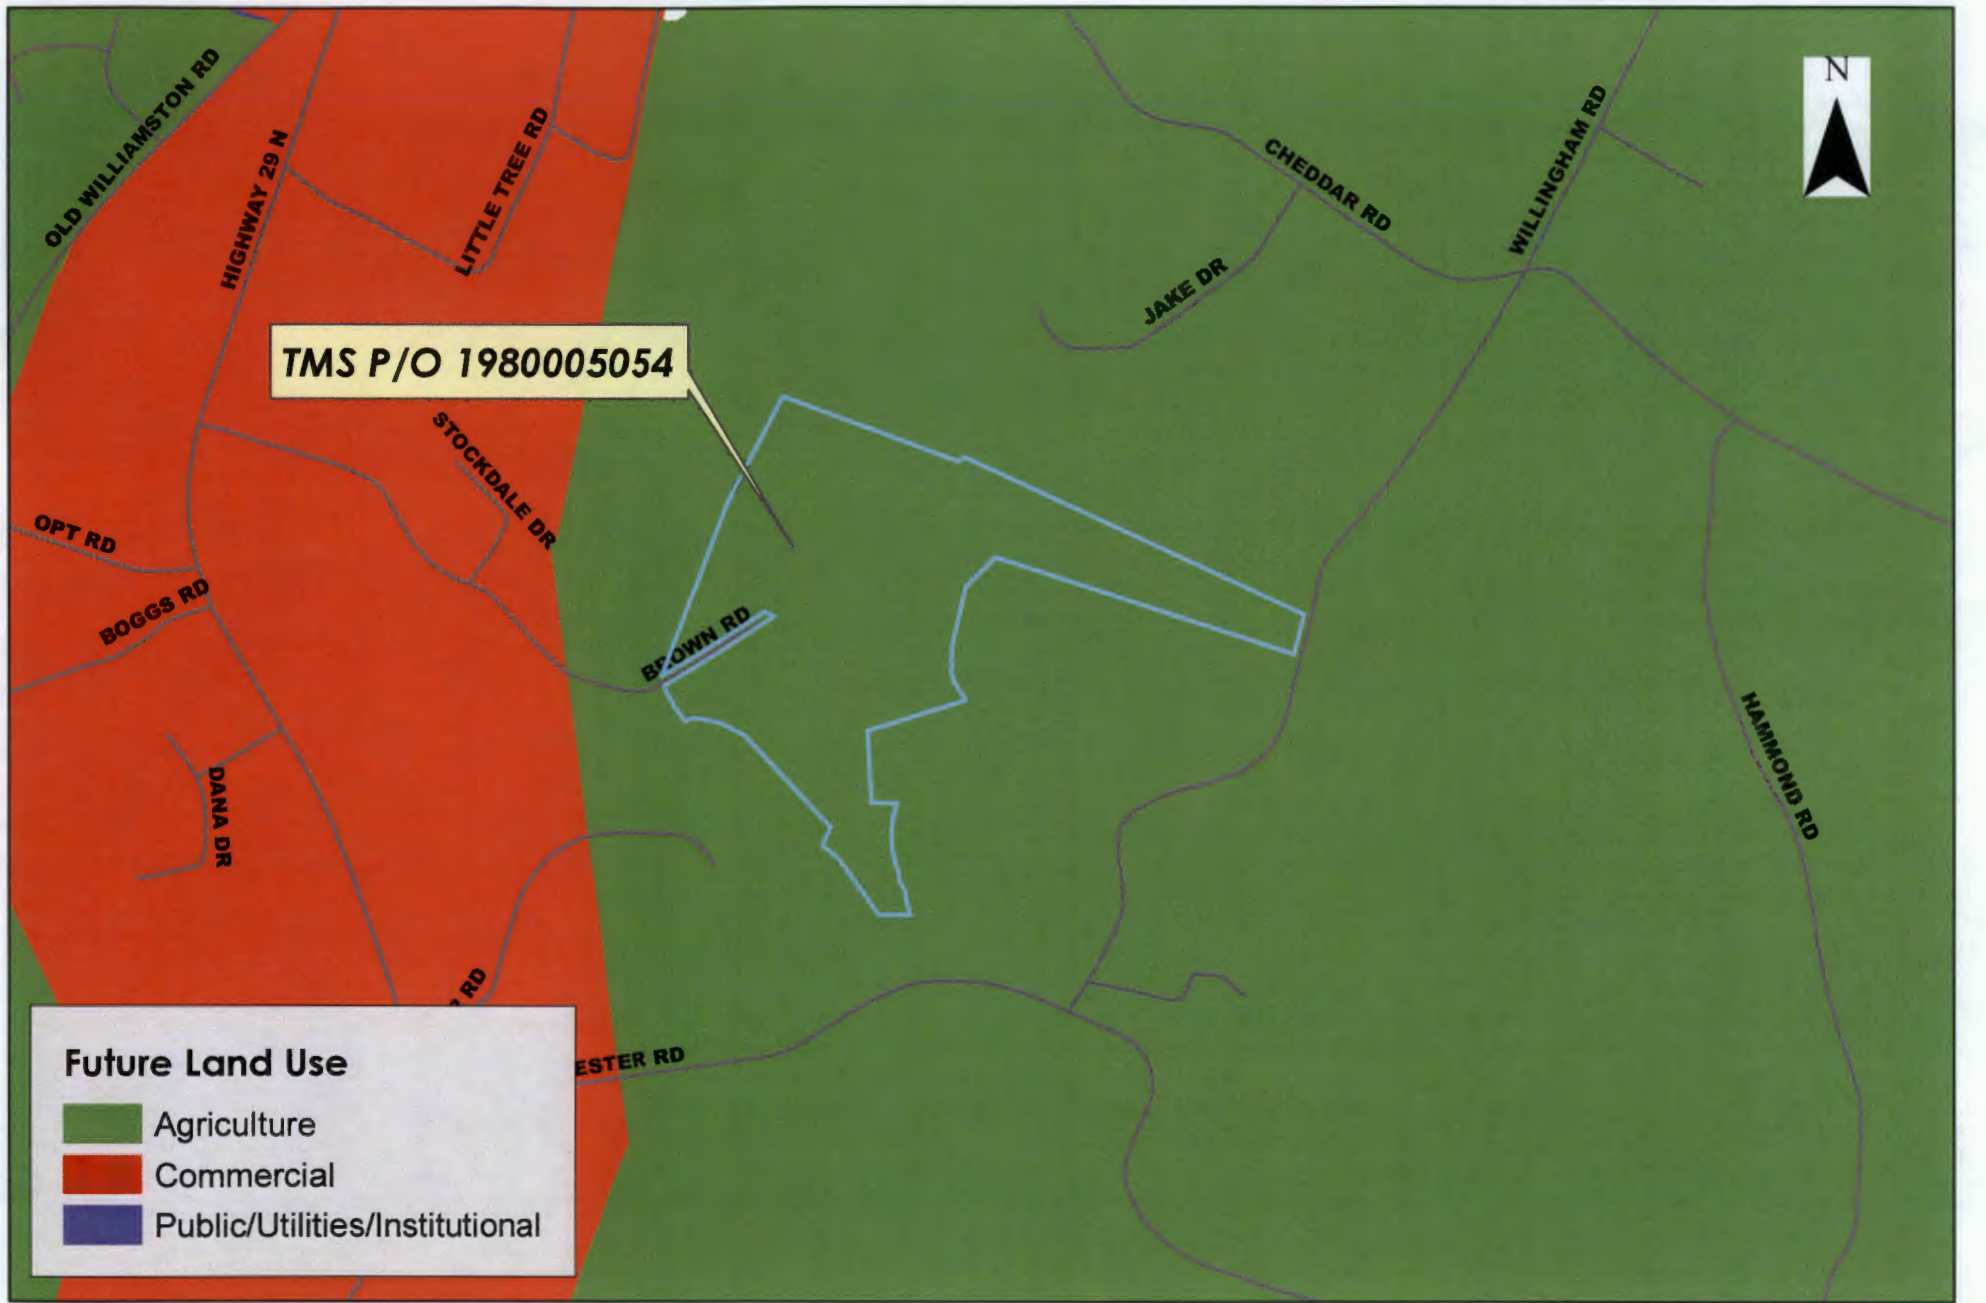 N
OLD WILLIAMSTON RD
HIGHWAY 29 N
LITTLE TREE RD
CHEDDAR RD
WILLINGHAM RD
JAKE DR
TMS P/O 1980005054
STOCKDALE DR
OPT RD
BOGGS RD
BROWN RD
DANA DR
HAMMOND RD
RD
ESTER RD
Future Land Use
Agriculture
Commercial
Public/Utilities/Institutional